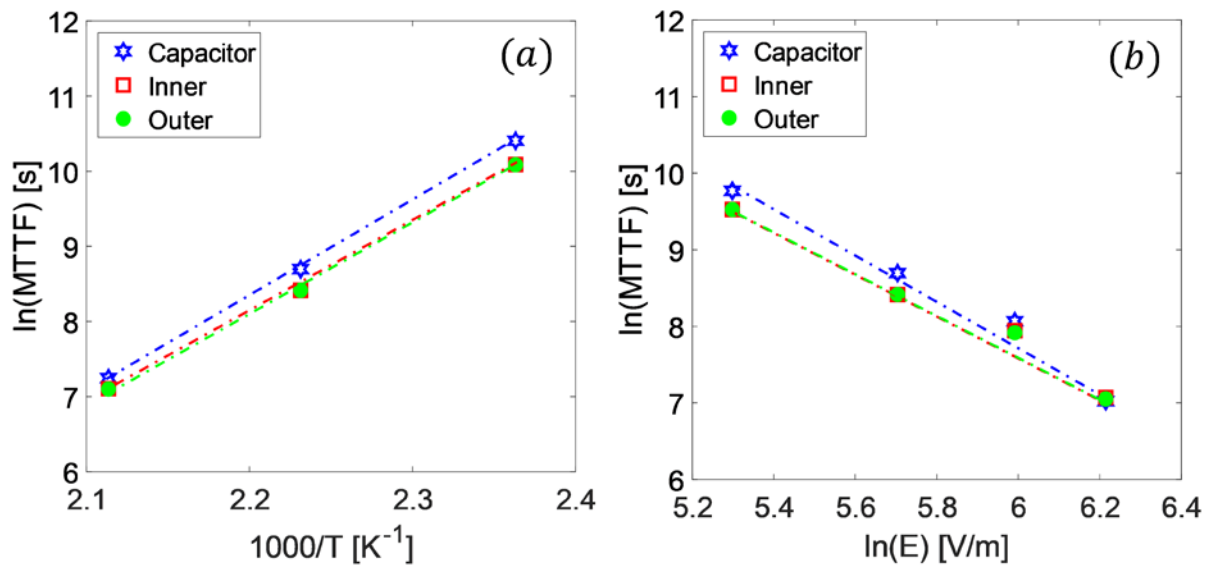 (a)
Capacitor
Inner
Outer
ln(MTTF) [s]
12
11
10
9
8
7
6
2.1
2.2
2.3
2.4
1000/T [K⁻¹]
(b)
Capacitor
Inner
Outer
ln(MTTF) [s]
12
11
10
9
8
7
6
5
5.2
5.4
5.6
5.8
6
6.2
6.4
ln(E) [V/m]